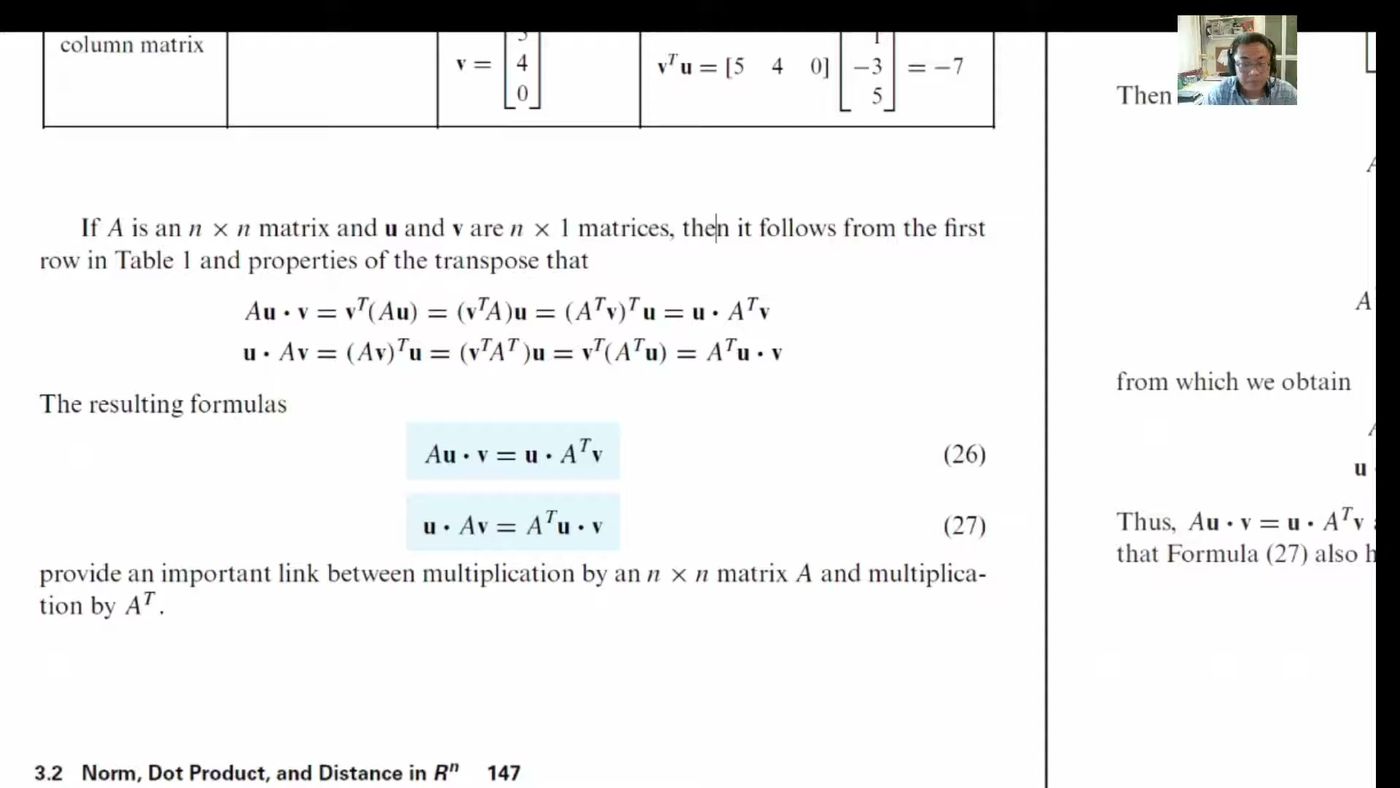 column matrix
v = [ 4 0 ]
vᵀu = [5 4 0] [ 1 −3 5 ] = −7
If A is an n × n matrix and u and v are n × 1 matrices, then it follows from the first
row in Table 1 and properties of the transpose that
Au · v = vᵀ(Au) = (vᵀA)u = (Aᵀv)ᵀu = u · Aᵀv
u · Av = (Av)ᵀu = (vᵀAᵀ)u = vᵀ(Aᵀu) = Aᵀu · v
The resulting formulas
Au · v = u · Aᵀv (26)
u · Av = Aᵀu · v (27)
provide an important link between multiplication by an n × n matrix A and multiplica-
tion by Aᵀ.
3.2 Norm, Dot Product, and Distance in Rⁿ 147
Then
A
from which we obtain
u
Thus, Au · v = u · Aᵀv
that Formula (27) also h